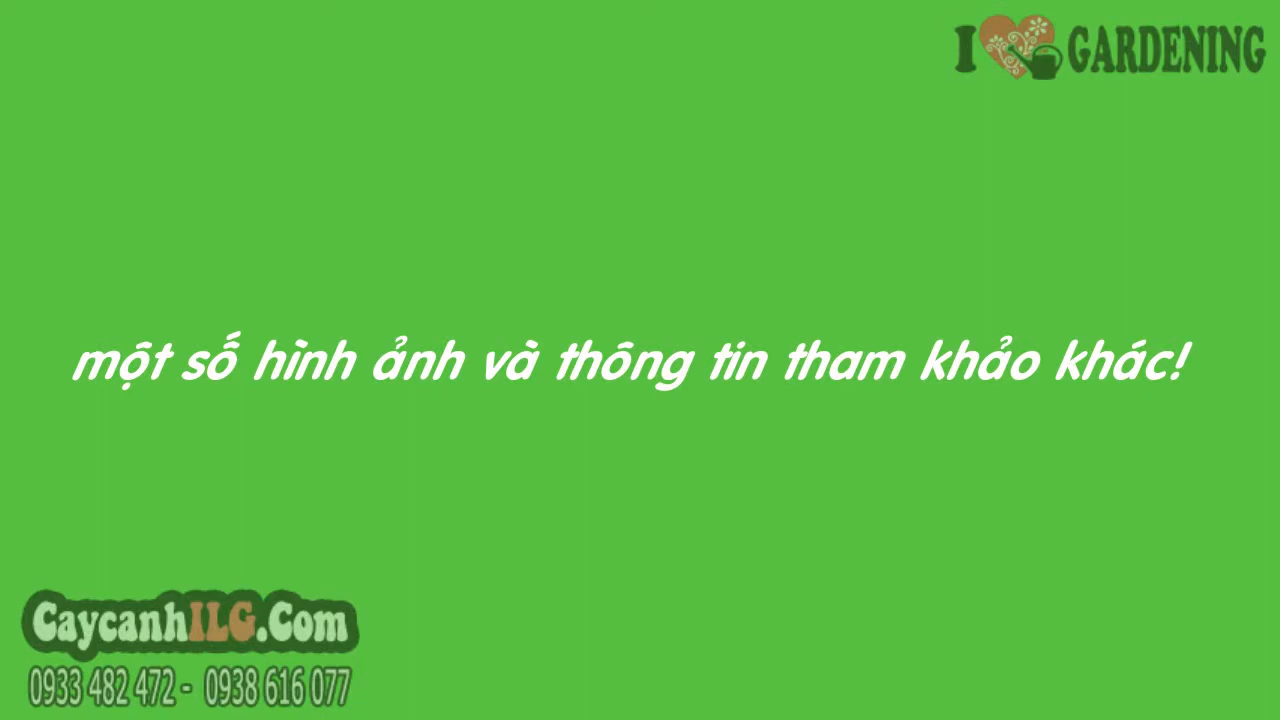 I GARDENING
một số hình ảnh và thông tin tham khảo khác!
CaycanhILG.Com
0933 482 472 - 0938 616 077